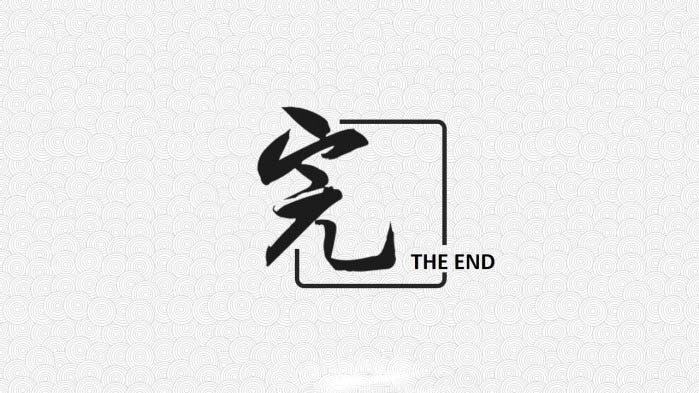 完
THE END